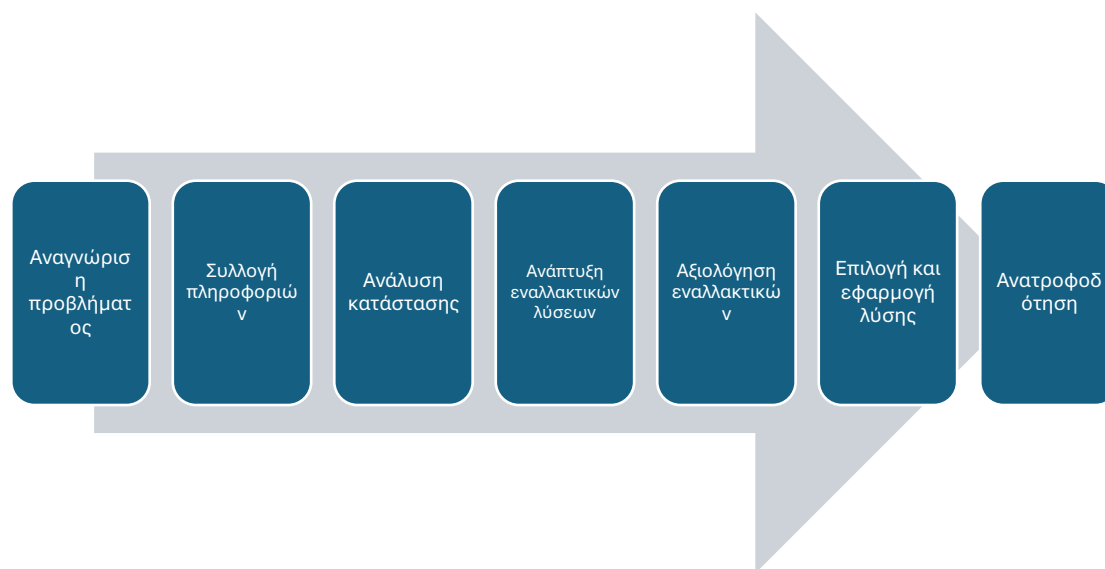 Αναγνώρισ
η
προβλήματ
ος
Συλλογή
πληροφοριώ
ν
Ανάλυση
κατάστασης
Ανάπτυξη
εναλλακτικών
λύσεων
Αξιολόγηση
εναλλακτικώ
ν
Επιλογή και
εφαρμογή
λύσης
Ανατροφοδ
ότηση